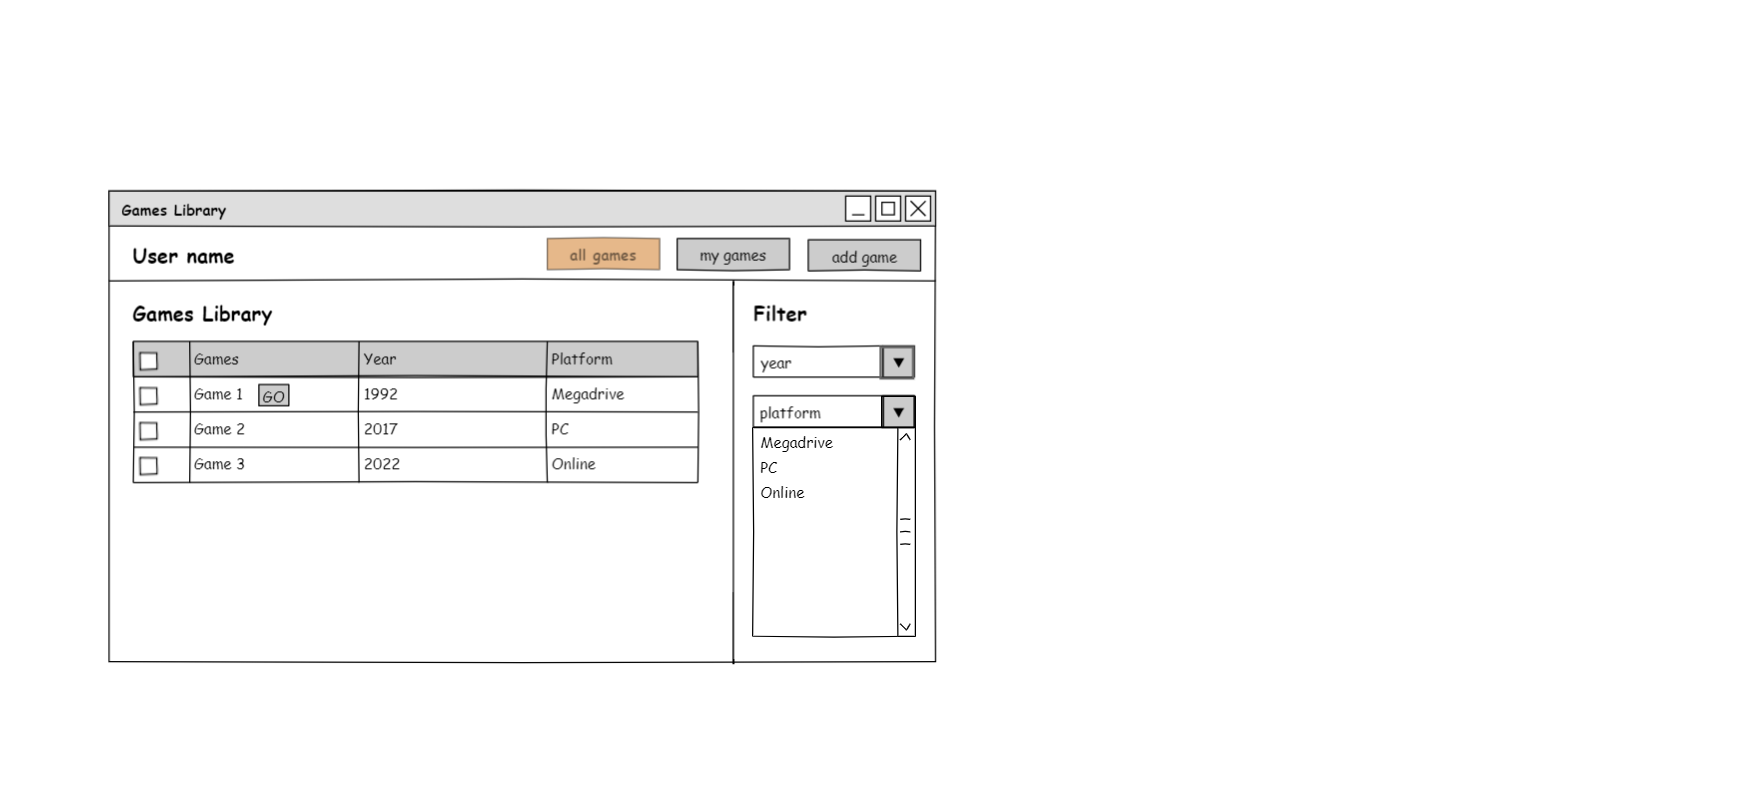 Games Library
User name
all games
my games
add game
Games Library
Games Year Platform
Game 1 GO 1992 Megadrive
Game 2 2017 PC
Game 3 2022 Online
Filter
year
platform
Megadrive
PC
Online